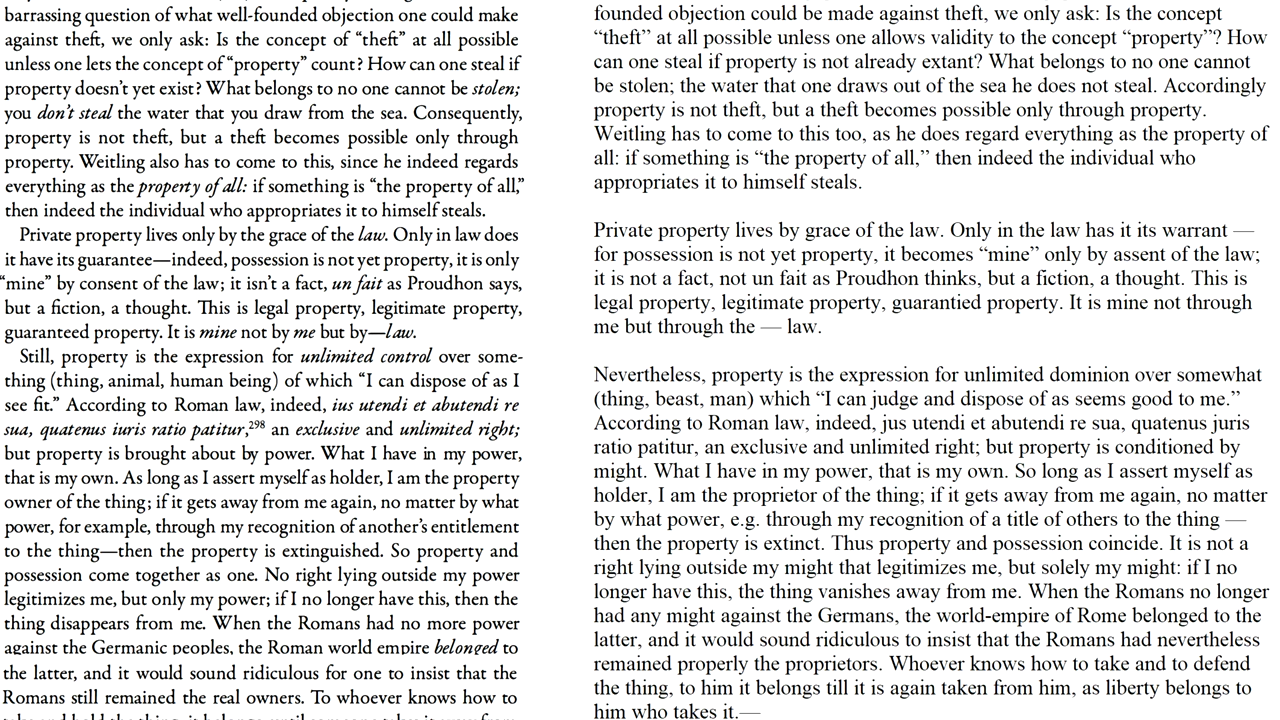 barrassing question of what well-founded objection one could make
against theft, we only ask: Is the concept of “theft” at all possible
unless one lets the concept of “property” count? How can one steal if
property doesn’t yet exist? What belongs to no one cannot be stolen;
you don’t steal the water that you draw from the sea. Consequently,
property is not theft, but a theft becomes possible only through
property. Weitling also has to come to this, since he indeed regards
everything as the property of all: if something is “the property of all,”
then indeed the individual who appropriates it to himself steals.
Private property lives only by the grace of the law. Only in law does
it have its guarantee—indeed, possession is not yet property, it is only
“mine” by consent of the law; it isn’t a fact, un fait as Proudhon says,
but a fiction, a thought. This is legal property, legitimate property,
guaranteed property. It is mine not by me but by—law.
Still, property is the expression for unlimited control over some-
thing (thing, animal, human being) of which “I can dispose of as I
see fit.” According to Roman law, indeed, ius utendi et abutendi re
sua, quatenus iuris ratio patitur,298 an exclusive and unlimited right;
but property is brought about by power. What I have in my power,
that is my own. As long as I assert myself as holder, I am the property
owner of the thing; if it gets away from me again, no matter by what
power, for example, through my recognition of another’s entitlement
to the thing—then the property is extinguished. So property and
possession come together as one. No right lying outside my power
legitimizes me, but only my power; if I no longer have this, then the
thing disappears from me. When the Romans had no more power
against the Germanic peoples, the Roman world empire belonged to
the latter, and it would sound ridiculous for one to insist that the
Romans still remained the real owners. To whoever knows how to
founded objection could be made against theft, we only ask: Is the concept
“theft” at all possible unless one allows validity to the concept “property”? How
can one steal if property is not already extant? What belongs to no one cannot
be stolen; the water that one draws out of the sea he does not steal. Accordingly
property is not theft, but a theft becomes possible only through property.
Weitling has to come to this too, as he does regard everything as the property of
all: if something is “the property of all,” then indeed the individual who
appropriates it to himself steals.
Private property lives by grace of the law. Only in the law has it its warrant —
for possession is not yet property, it becomes “mine” only by assent of the law;
it is not a fact, not un fait as Proudhon thinks, but a fiction, a thought. This is
legal property, legitimate property, guarantied property. It is mine not through
me but through the — law.
Nevertheless, property is the expression for unlimited dominion over somewhat
(thing, beast, man) which “I can judge and dispose of as seems good to me.”
According to Roman law, indeed, jus utendi et abutendi re sua, quatenus juris
ratio patitur, an exclusive and unlimited right; but property is conditioned by
might. What I have in my power, that is my own. So long as I assert myself as
holder, I am the proprietor of the thing; if it gets away from me again, no matter
by what power, e.g. through my recognition of a title of others to the thing —
then the property is extinct. Thus property and possession coincide. It is not a
right lying outside my might that legitimizes me, but solely my might: if I no
longer have this, the thing vanishes away from me. When the Romans no longer
had any might against the Germans, the world-empire of Rome belonged to the
latter, and it would sound ridiculous to insist that the Romans had nevertheless
remained properly the proprietors. Whoever knows how to take and to defend
the thing, to him it belongs till it is again taken from him, as liberty belongs to
him who takes it.—